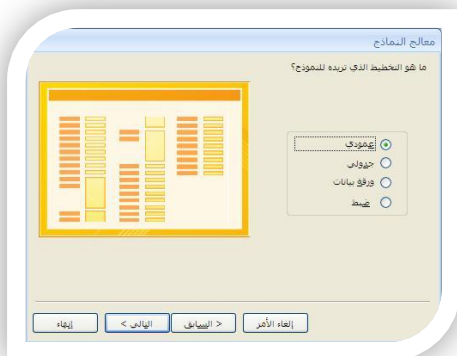 معالج النماذج
ما هو التخطيط الذي تريده للنموذج؟
عمودي
جدولي
ورقة بيانات
ضبط
إلغاء الأمر
< السابق
التالي >
إنهاء